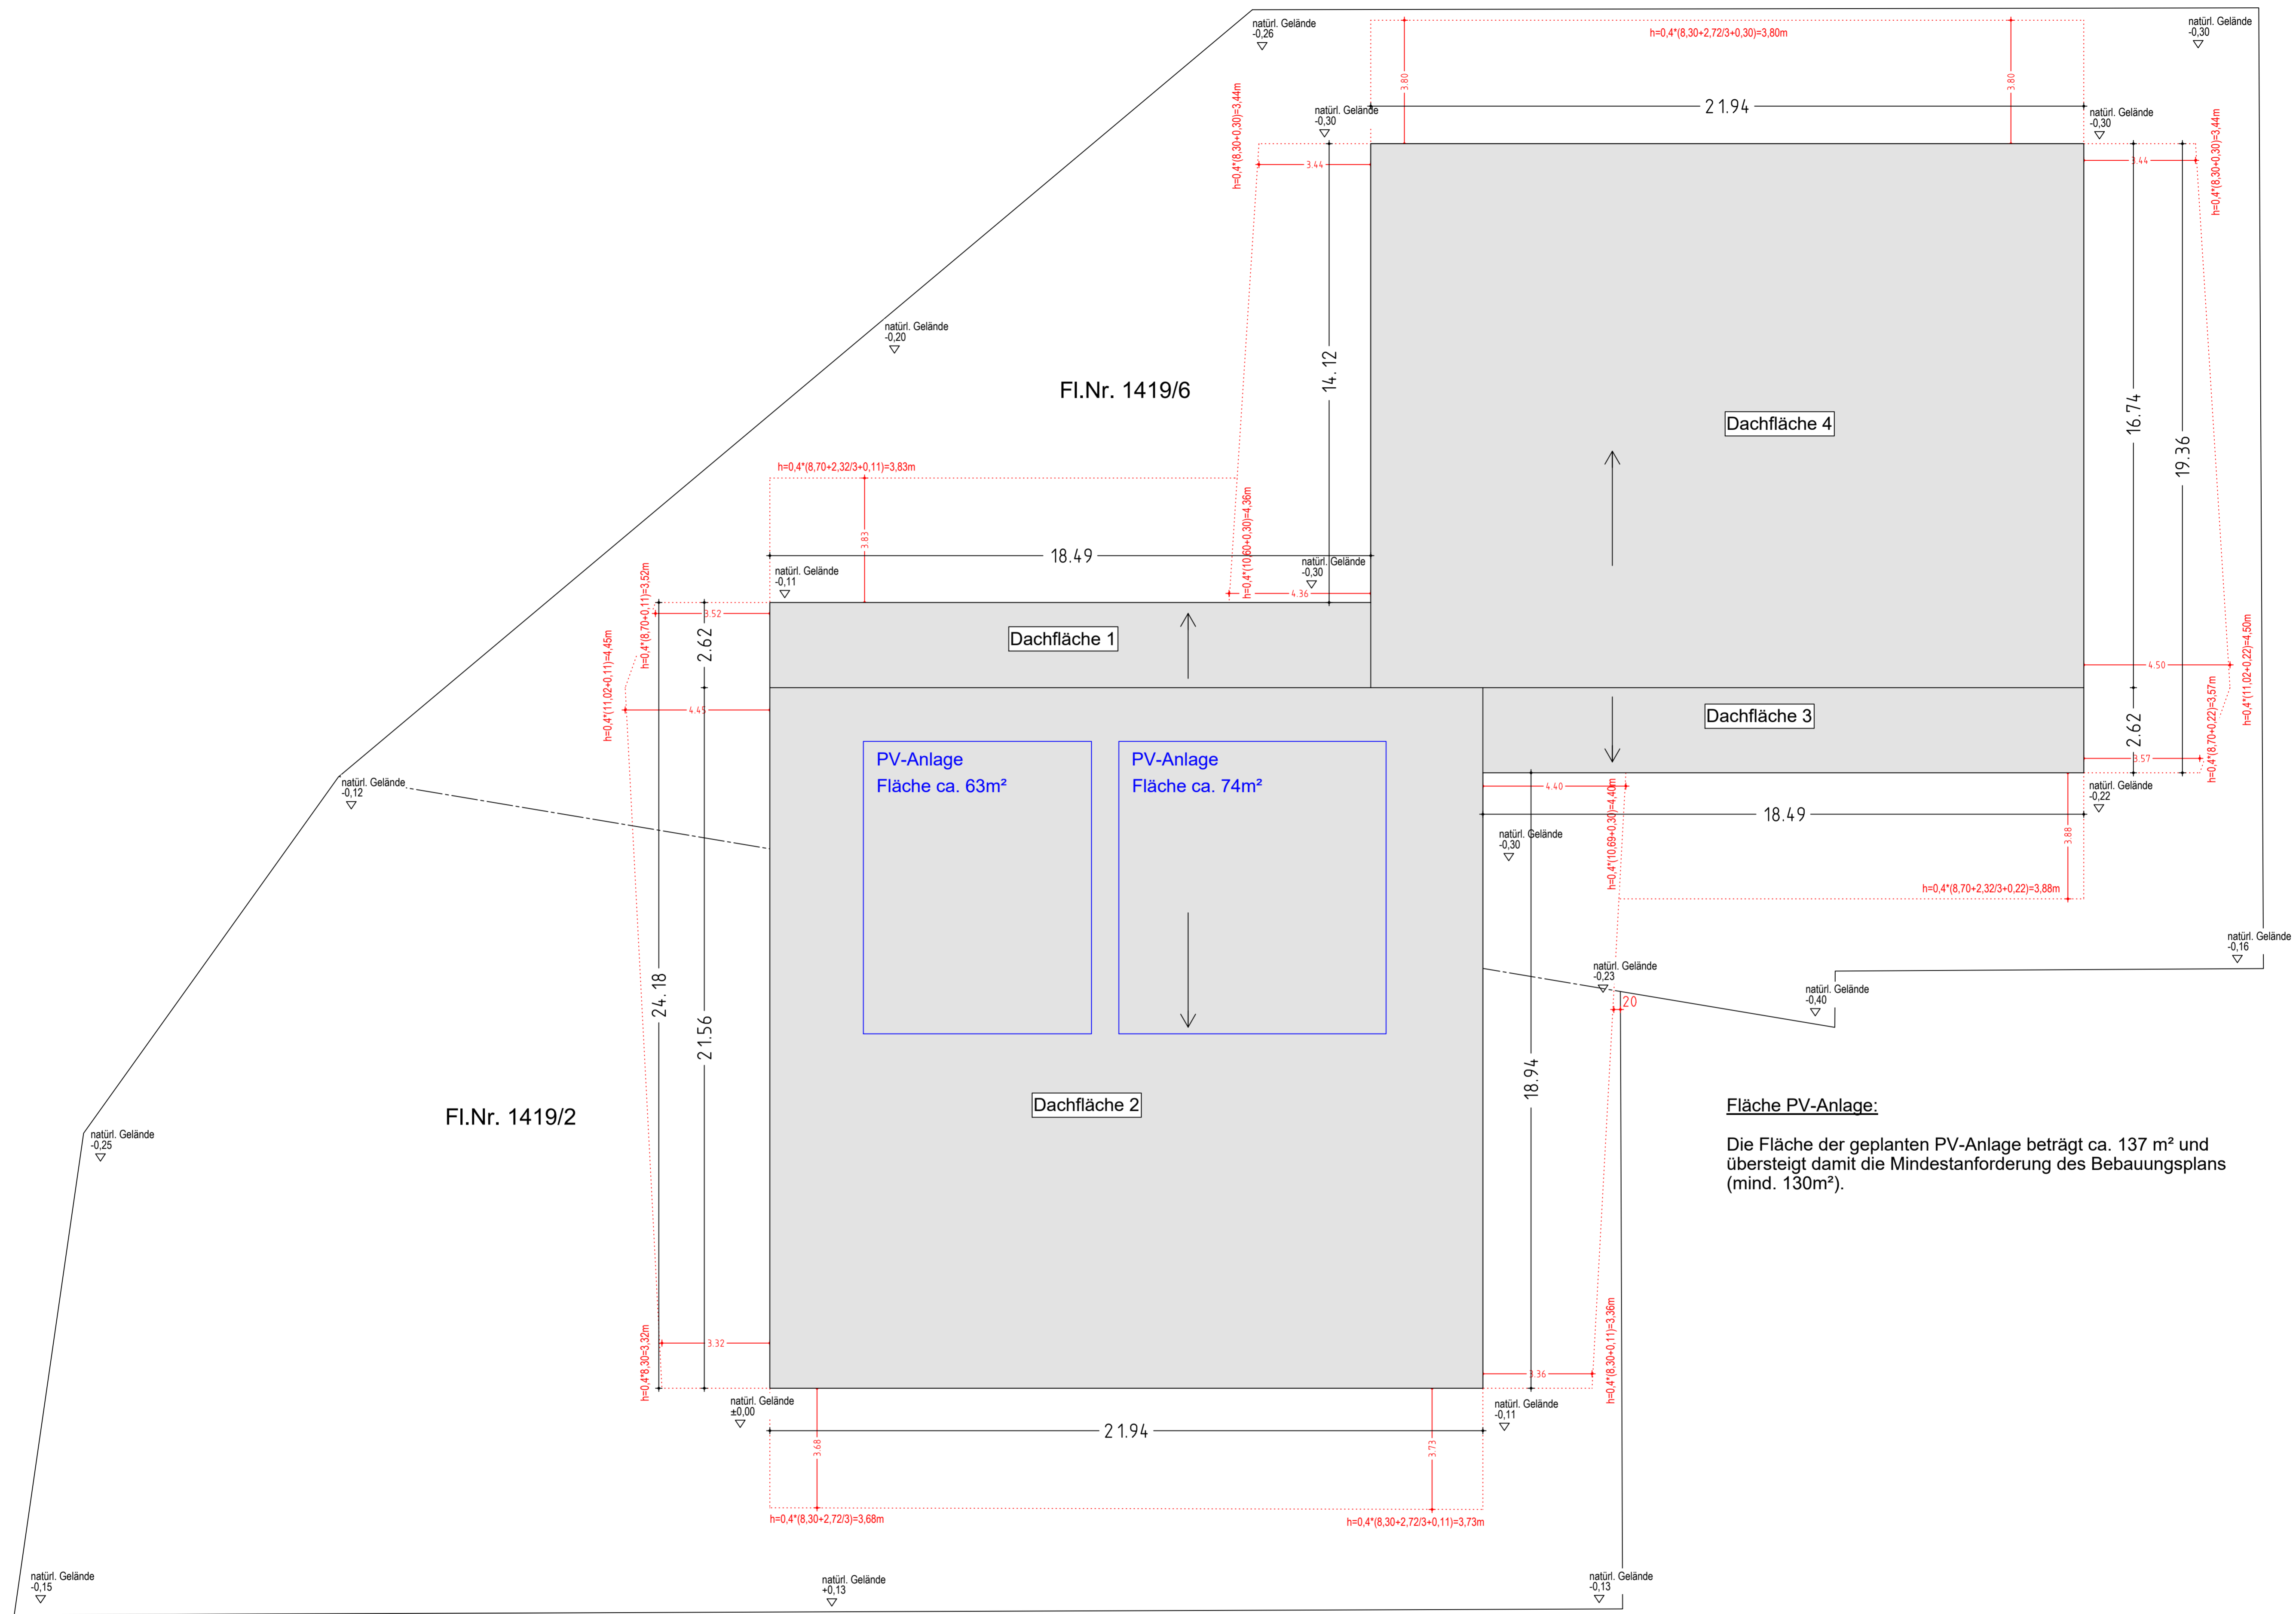 natürl. Gelände
-0,26
h=0,4*(8,30+2,72/3+0,30)=3,80m
natürl. Gelände
-0,30
3.80
3.80
h=0,4*(8,30+0,30)=3,44m
natürl. Gelände
-0,30
21.94
natürl. Gelände
-0,30
h=0,4*(8,30+0,30)=3,44m
3.44
3.44
natürl. Gelände
-0,20
14.12
Fl.Nr. 1419/6
Dachfläche 4
16.74
19.36
h=0,4*(8,70+2,32/3+0,11)=3,83m
3.83
h=0,4*(10,60+0,30)=4,36m
18.49
natürl. Gelände
-0,11
natürl. Gelände
-0,30
4.36
h=0,4*(8,70+0,11)=3,52m
3.52
2.62
Dachfläche 1
h=0,4*(11,02+0,11)=4,45m
4.45
4.50
h=0,4*(11,02+0,22)=4,50m
Dachfläche 3
2.62
h=0,4*(8,70+0,22)=3,57m
3.57
PV-Anlage
Fläche ca. 63m²
PV-Anlage
Fläche ca. 74m²
natürl. Gelände
-0,12
4.40
h=0,4*(10,69+0,30)=4,40m
natürl. Gelände
-0,22
18.49
natürl. Gelände
-0,30
3.88
h=0,4*(8,70+2,32/3+0,22)=3,88m
natürl. Gelände
-0,16
natürl. Gelände
-0,23
natürl. Gelände
-0,40
20
24.18
21.56
18.94
Dachfläche 2
Fl.Nr. 1419/2
natürl. Gelände
-0,25
Fläche PV-Anlage:
Die Fläche der geplanten PV-Anlage beträgt ca. 137 m² und
übersteigt damit die Mindestanforderung des Bebauungsplans
(mind. 130m²).
h=0,4*8,30=3,32m
3.32
3.36
h=0,4*(8,30+0,11)=3,36m
natürl. Gelände
±0,00
natürl. Gelände
-0,11
21.94
3.68
3.73
h=0,4*(8,30+2,72/3)=3,68m
h=0,4*(8,30+2,72/3+0,11)=3,73m
natürl. Gelände
-0,15
natürl. Gelände
+0,13
natürl. Gelände
-0,13